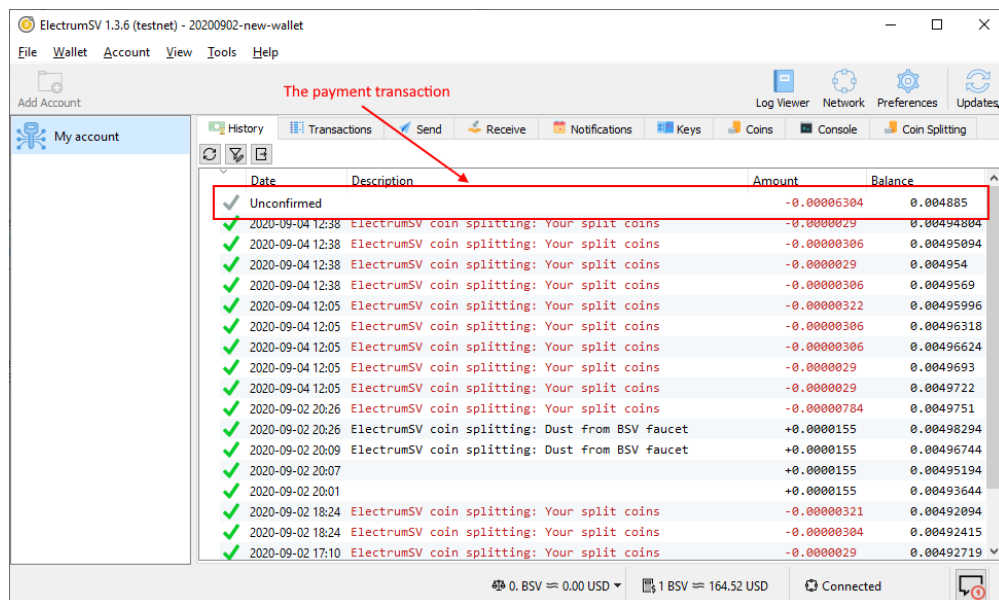 ElectrumSV 1.3.6 (testnet) - 20200902-new-wallet
File Wallet Account View Tools Help
Add Account
The payment transaction
Log Viewer Network Preferences Updates
My account
History Transactions Send Receive Notifications Keys Coins Console Coin Splitting
Date Description Amount Balance
Unconfirmed -0.00006304 0.004885
2020-09-04 12:38 ElectrumSV coin splitting: Your split coins -0.0000029 0.00494804
2020-09-04 12:38 ElectrumSV coin splitting: Your split coins -0.00000306 0.00495094
2020-09-04 12:38 ElectrumSV coin splitting: Your split coins -0.0000029 0.004954
2020-09-04 12:38 ElectrumSV coin splitting: Your split coins -0.00000306 0.0049569
2020-09-04 12:05 ElectrumSV coin splitting: Your split coins -0.00000322 0.00495996
2020-09-04 12:05 ElectrumSV coin splitting: Your split coins -0.00000306 0.00496318
2020-09-04 12:05 ElectrumSV coin splitting: Your split coins -0.00000306 0.00496624
2020-09-04 12:05 ElectrumSV coin splitting: Your split coins -0.0000029 0.0049693
2020-09-04 12:05 ElectrumSV coin splitting: Your split coins -0.0000029 0.0049722
2020-09-02 20:26 ElectrumSV coin splitting: Your split coins -0.00000784 0.0049751
2020-09-02 20:26 ElectrumSV coin splitting: Dust from BSV faucet +0.0000155 0.00498294
2020-09-02 20:09 ElectrumSV coin splitting: Dust from BSV faucet +0.0000155 0.00496744
2020-09-02 20:07 +0.0000155 0.00495194
2020-09-02 20:01 +0.0000155 0.00493644
2020-09-02 18:24 ElectrumSV coin splitting: Your split coins -0.00000321 0.00492094
2020-09-02 18:24 ElectrumSV coin splitting: Your split coins -0.00000304 0.00492415
2020-09-02 17:10 ElectrumSV coin splitting: Your split coins -0.0000029 0.00492719
0. BSV ≈ 0.00 USD 1 BSV ≈ 164.52 USD Connected 1